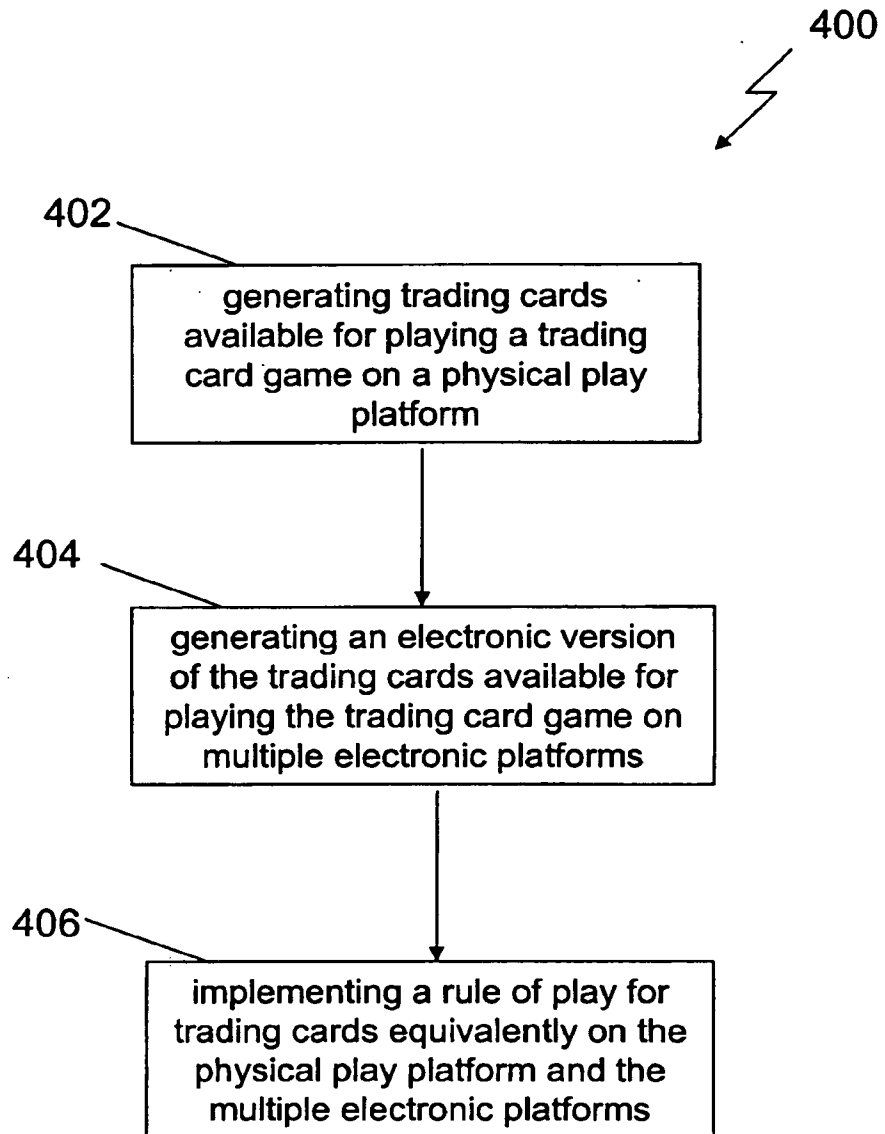 400
402
generating trading cards
available for playing a trading
card game on a physical play
platform
404
generating an electronic version
of the trading cards available for
playing the trading card game on
multiple electronic platforms
406
implementing a rule of play for
trading cards equivalently on the
physical play platform and the
multiple electronic platforms